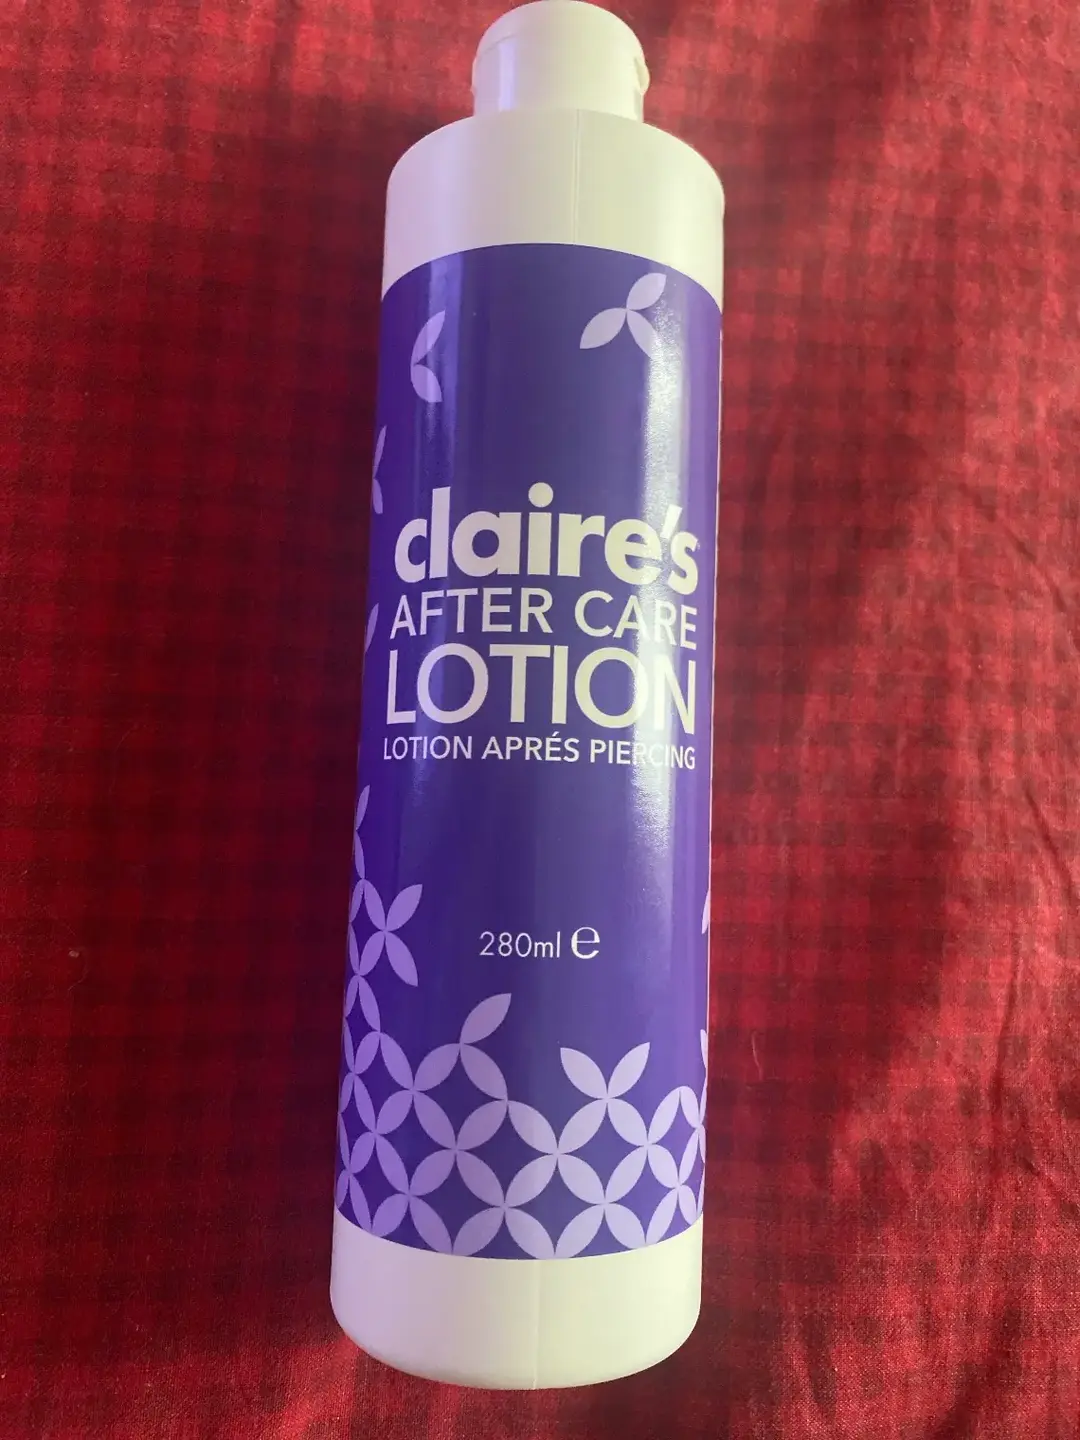 claire's
AFTER CARE
LOTION
LOTION APRÉS PIERCING
280ml ℮